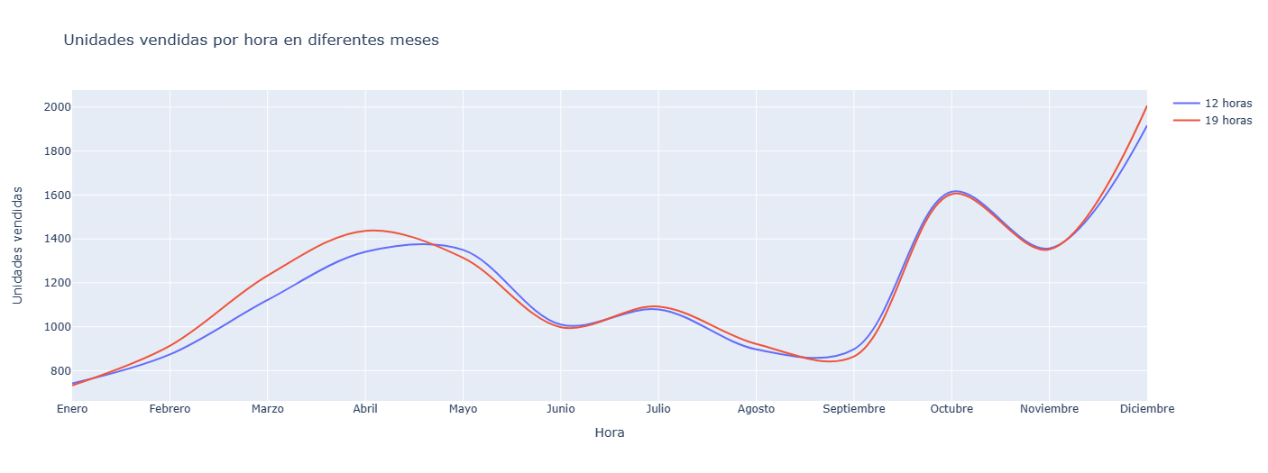 Unidades vendidas por hora en diferentes meses
Unidades vendidas
2000
1800
1600
1400
1200
1000
800
Enero Febrero Marzo Abril Mayo Junio Julio Agosto Septiembre Octubre Noviembre Diciembre
Hora
12 horas
19 horas